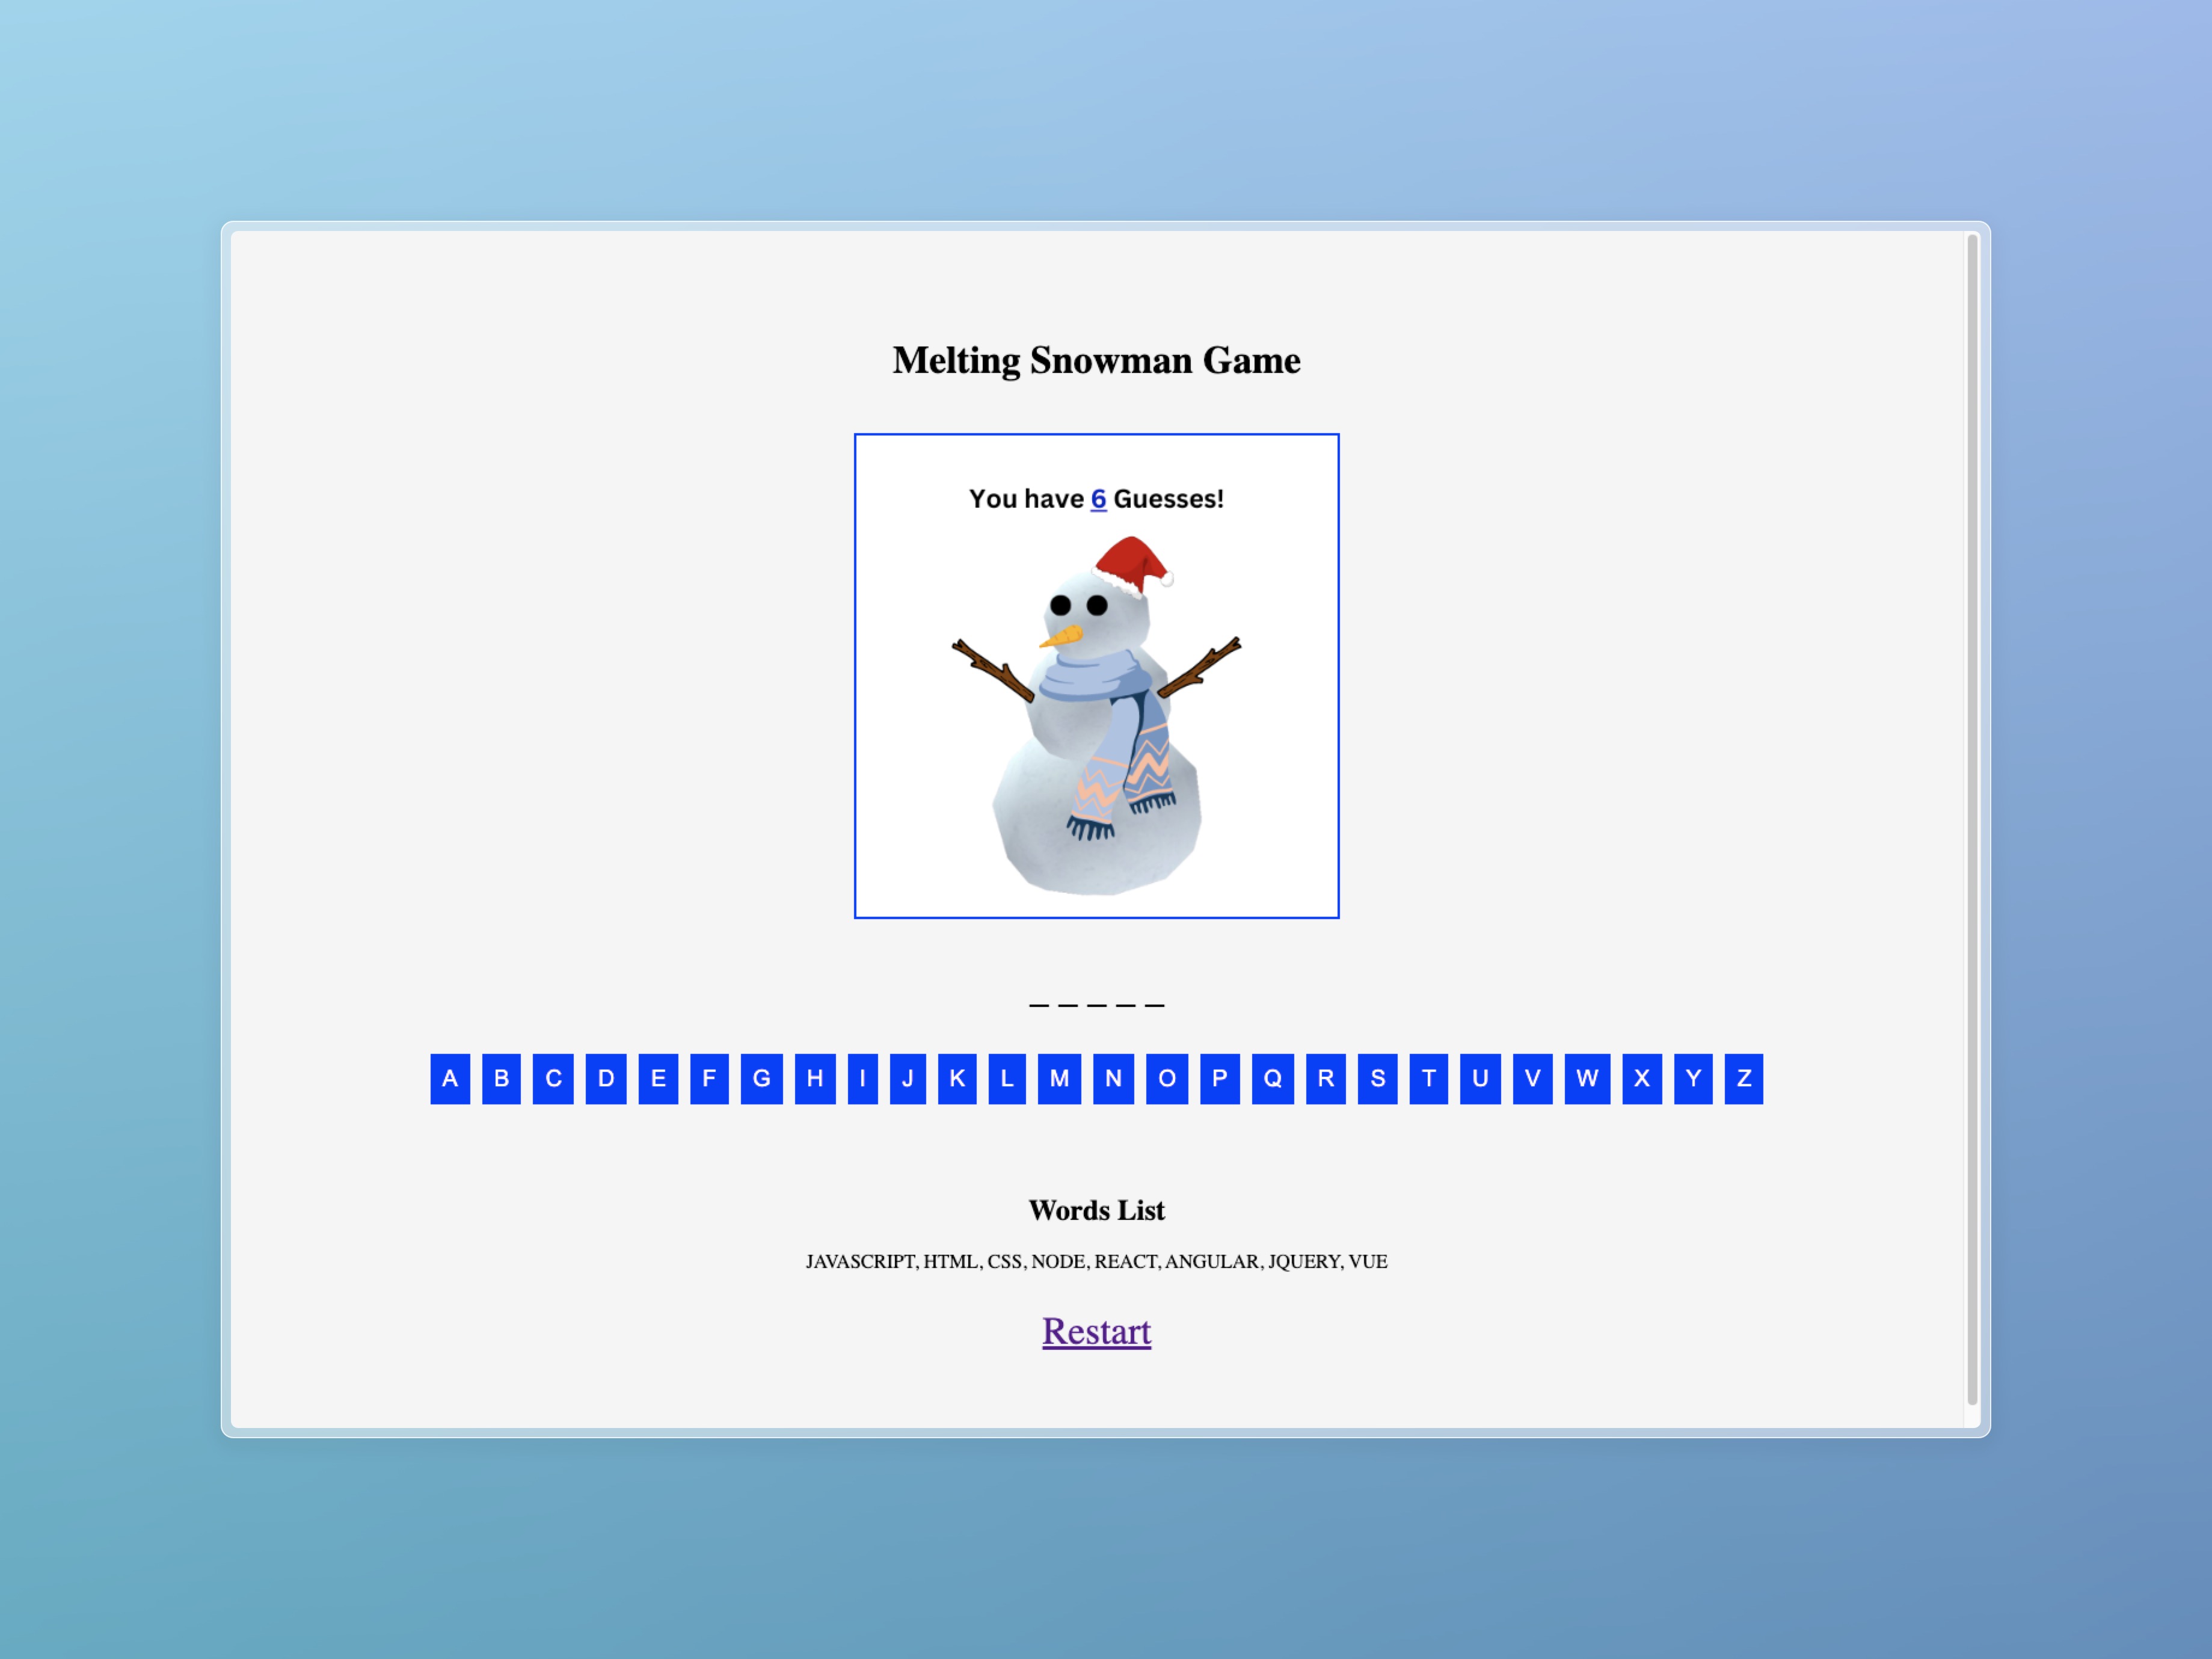 Melting Snowman Game
You have 6 Guesses!
_ _ _ _ _
A B C D E F G H I J K L M N O P Q R S T U V W X Y Z
Words List
JAVASCRIPT, HTML, CSS, NODE, REACT, ANGULAR, JQUERY, VUE
Restart